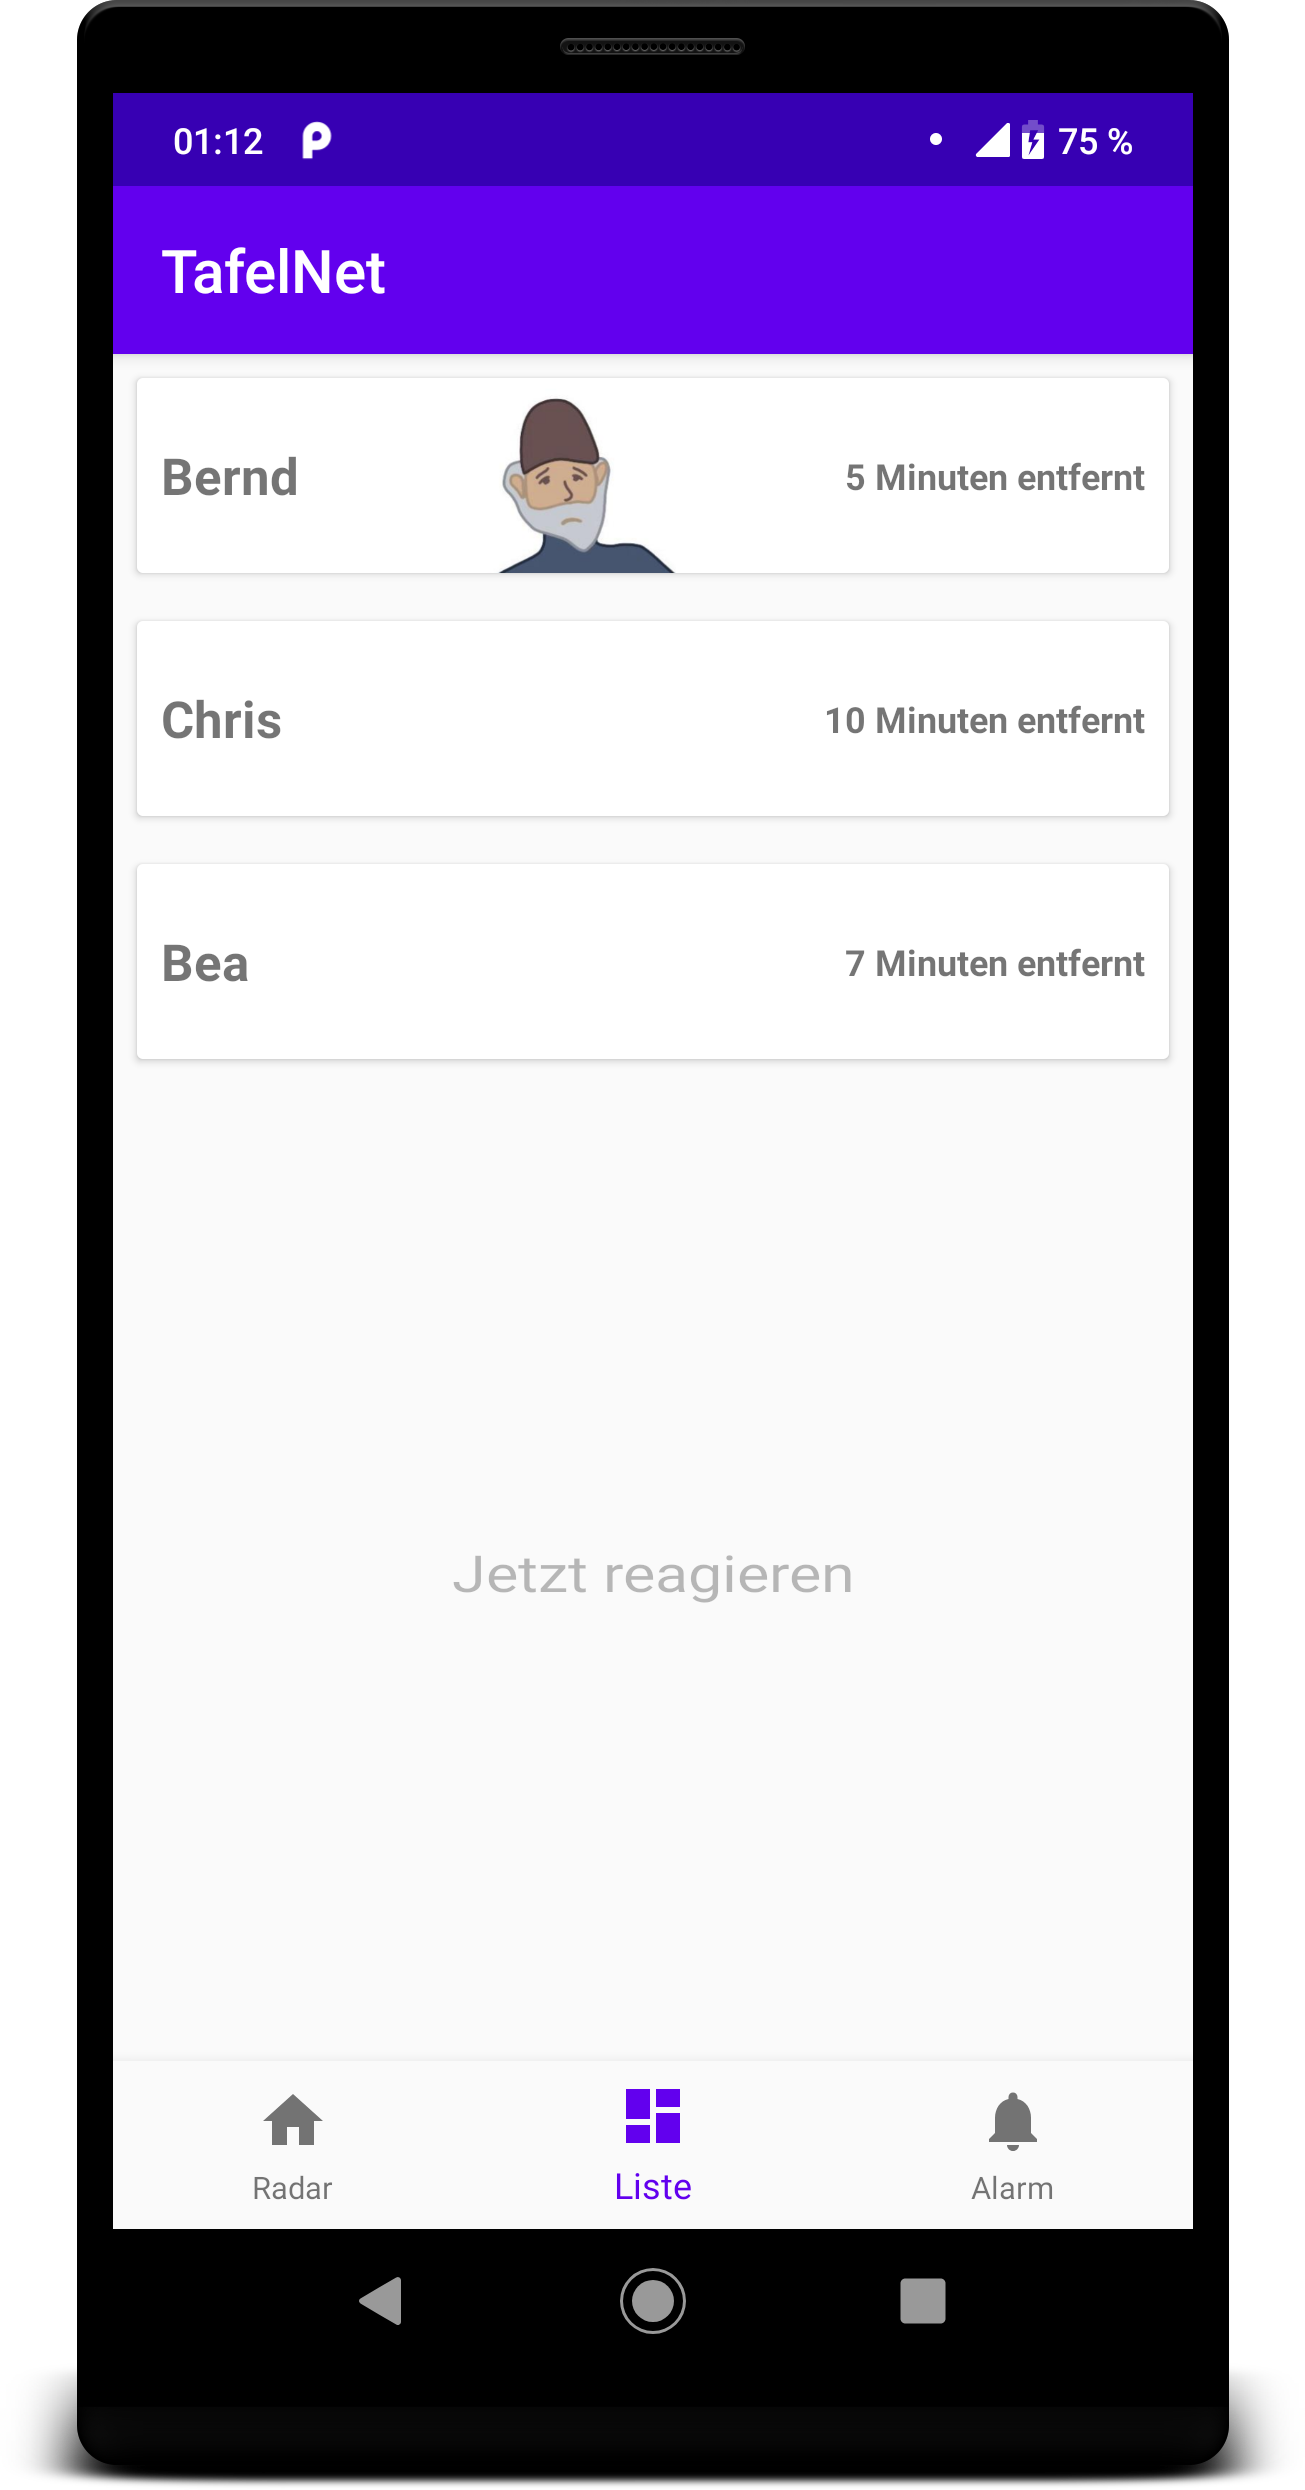 01:12
75 %
TafelNet
Bernd
5 Minuten entfernt
Chris
10 Minuten entfernt
Bea
7 Minuten entfernt
Jetzt reagieren
Radar
Liste
Alarm